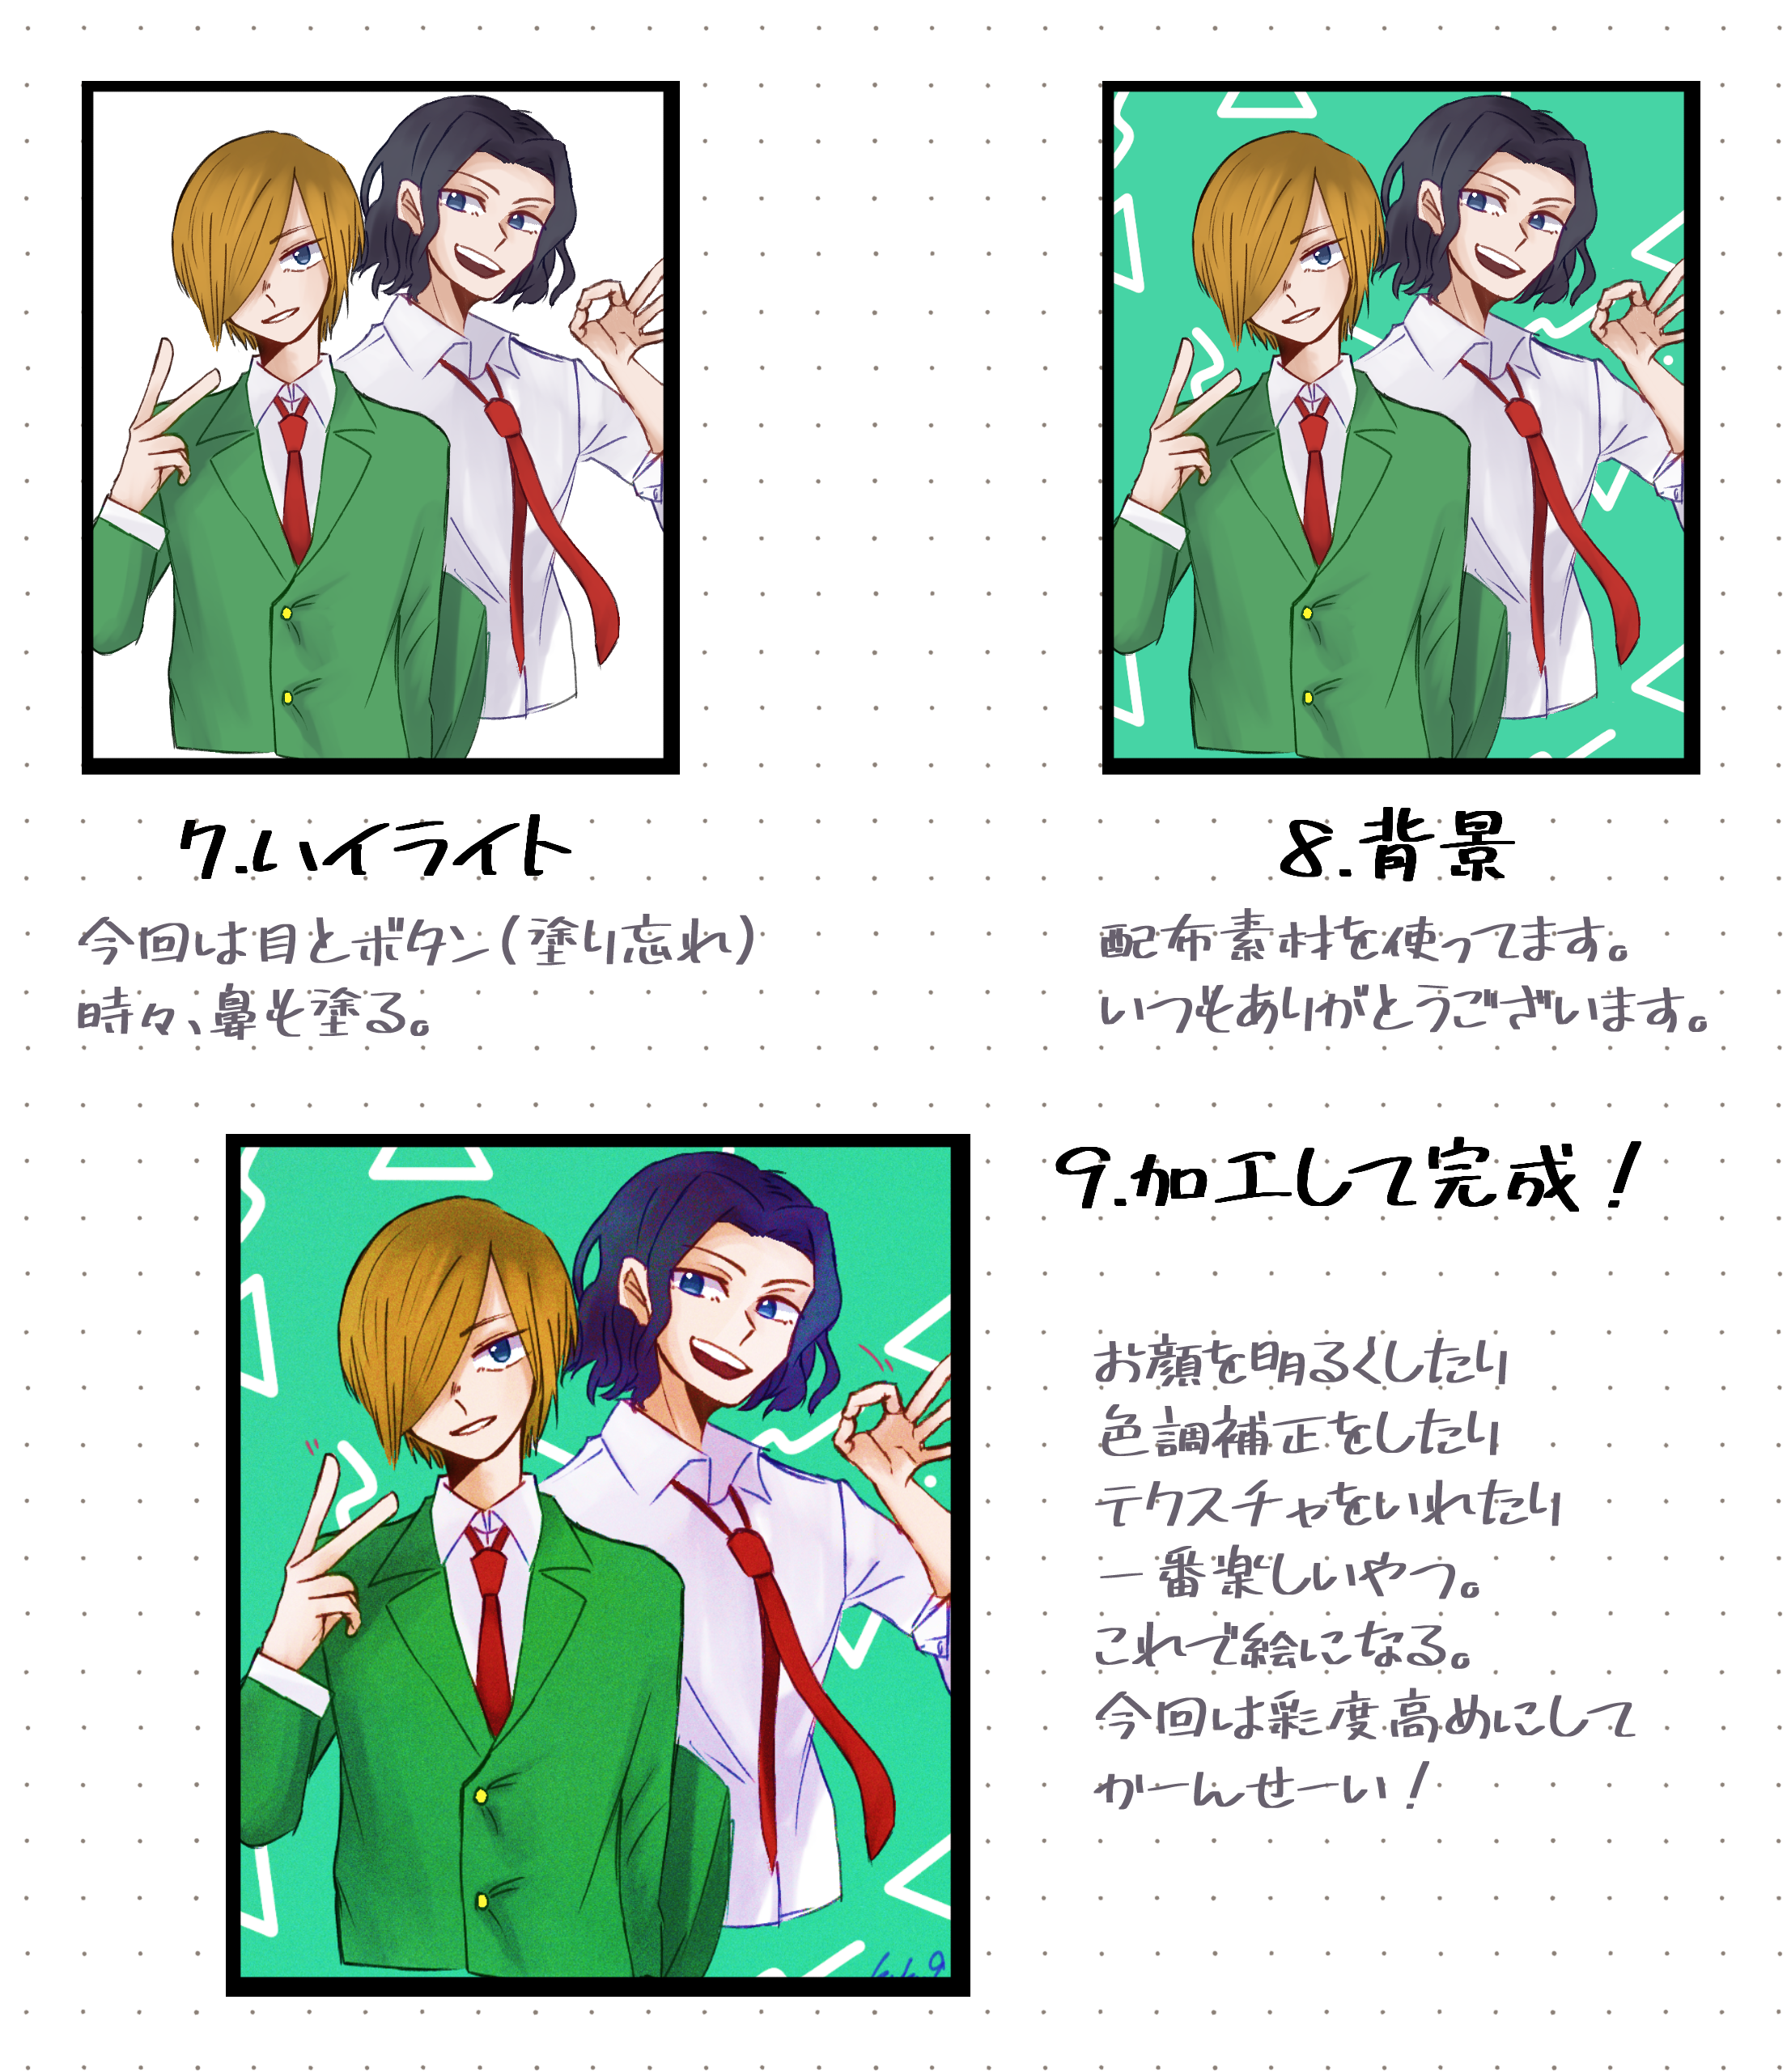 7.ハイライト
今回は目とボタン(塗り忘れ)
時々、鼻も塗る。
8.背景
配布素材を使ってます。
いつもありがとうございます。
9.加工して完成!
お顔を明るくしたり
色調補正をしたり
テクスチャをいれたり
一番楽しいやつ。
これで絵になる。
今回は彩度高めにして
かーんせーい!